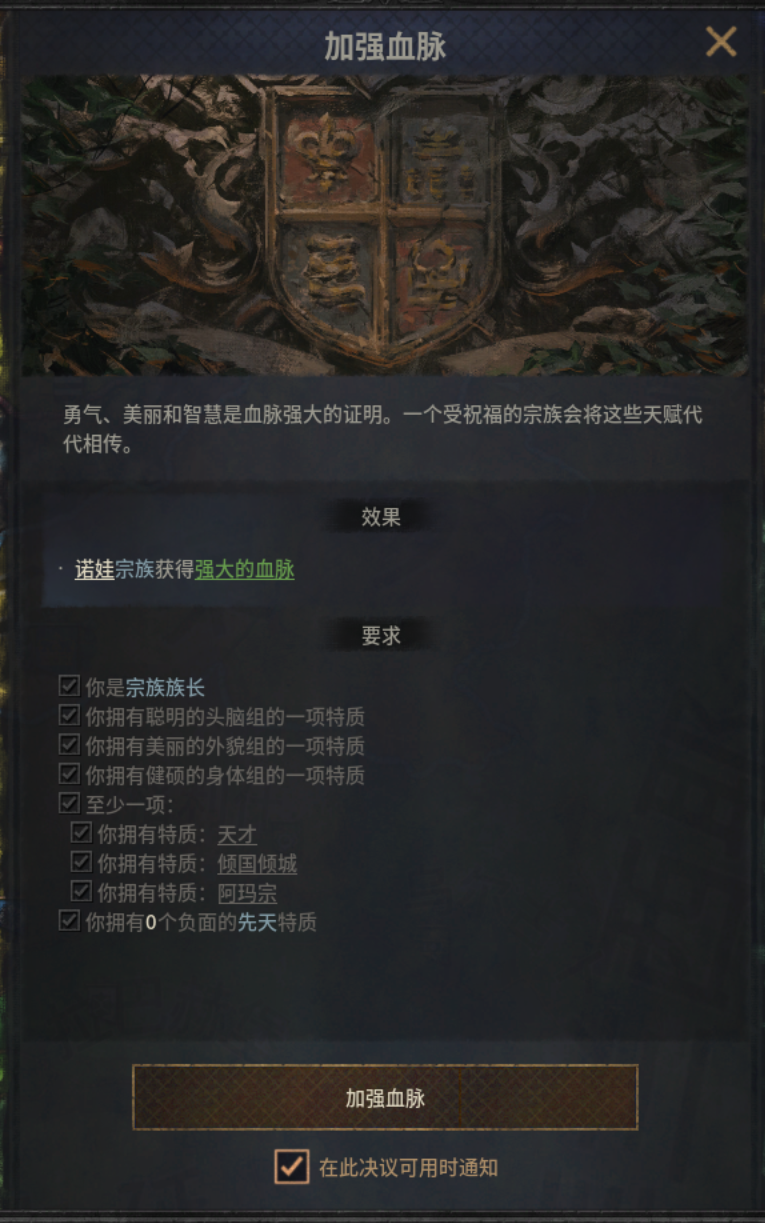 加强血脉
勇气、美丽和智慧是血脉强大的证明。一个受祝福的宗族会将这些天赋代
代相传。
效果
· 诺娃宗族获得强大的血脉
要求
你是宗族族长
你拥有聪明的头脑组的一项特质
你拥有美丽的外貌组的一项特质
你拥有健硕的身体组的一项特质
至少一项：
你拥有特质：天才
你拥有特质：倾国倾城
你拥有特质：阿玛宗
你拥有0个负面的先天特质
加强血脉
在此决议可用时通知